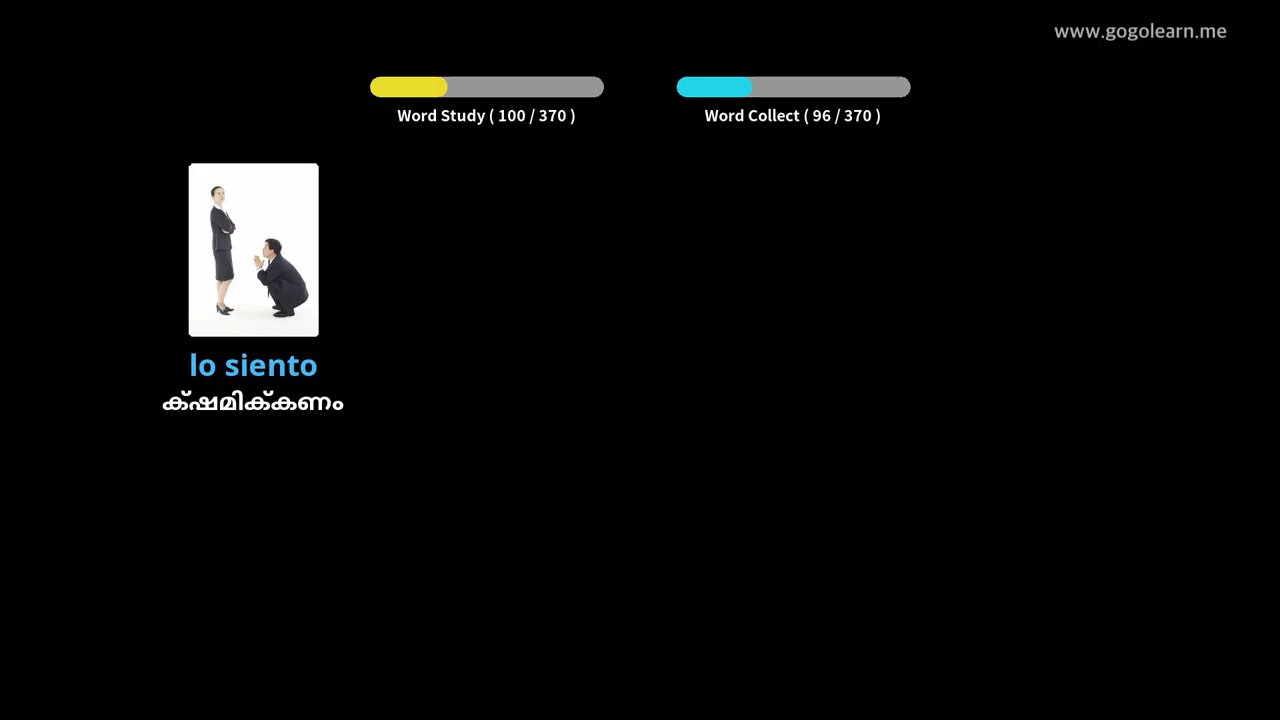 www.gogolearn.me
Word Study ( 100 / 370 )
Word Collect ( 96 / 370 )
lo siento
ക്ഷമിക്കണം